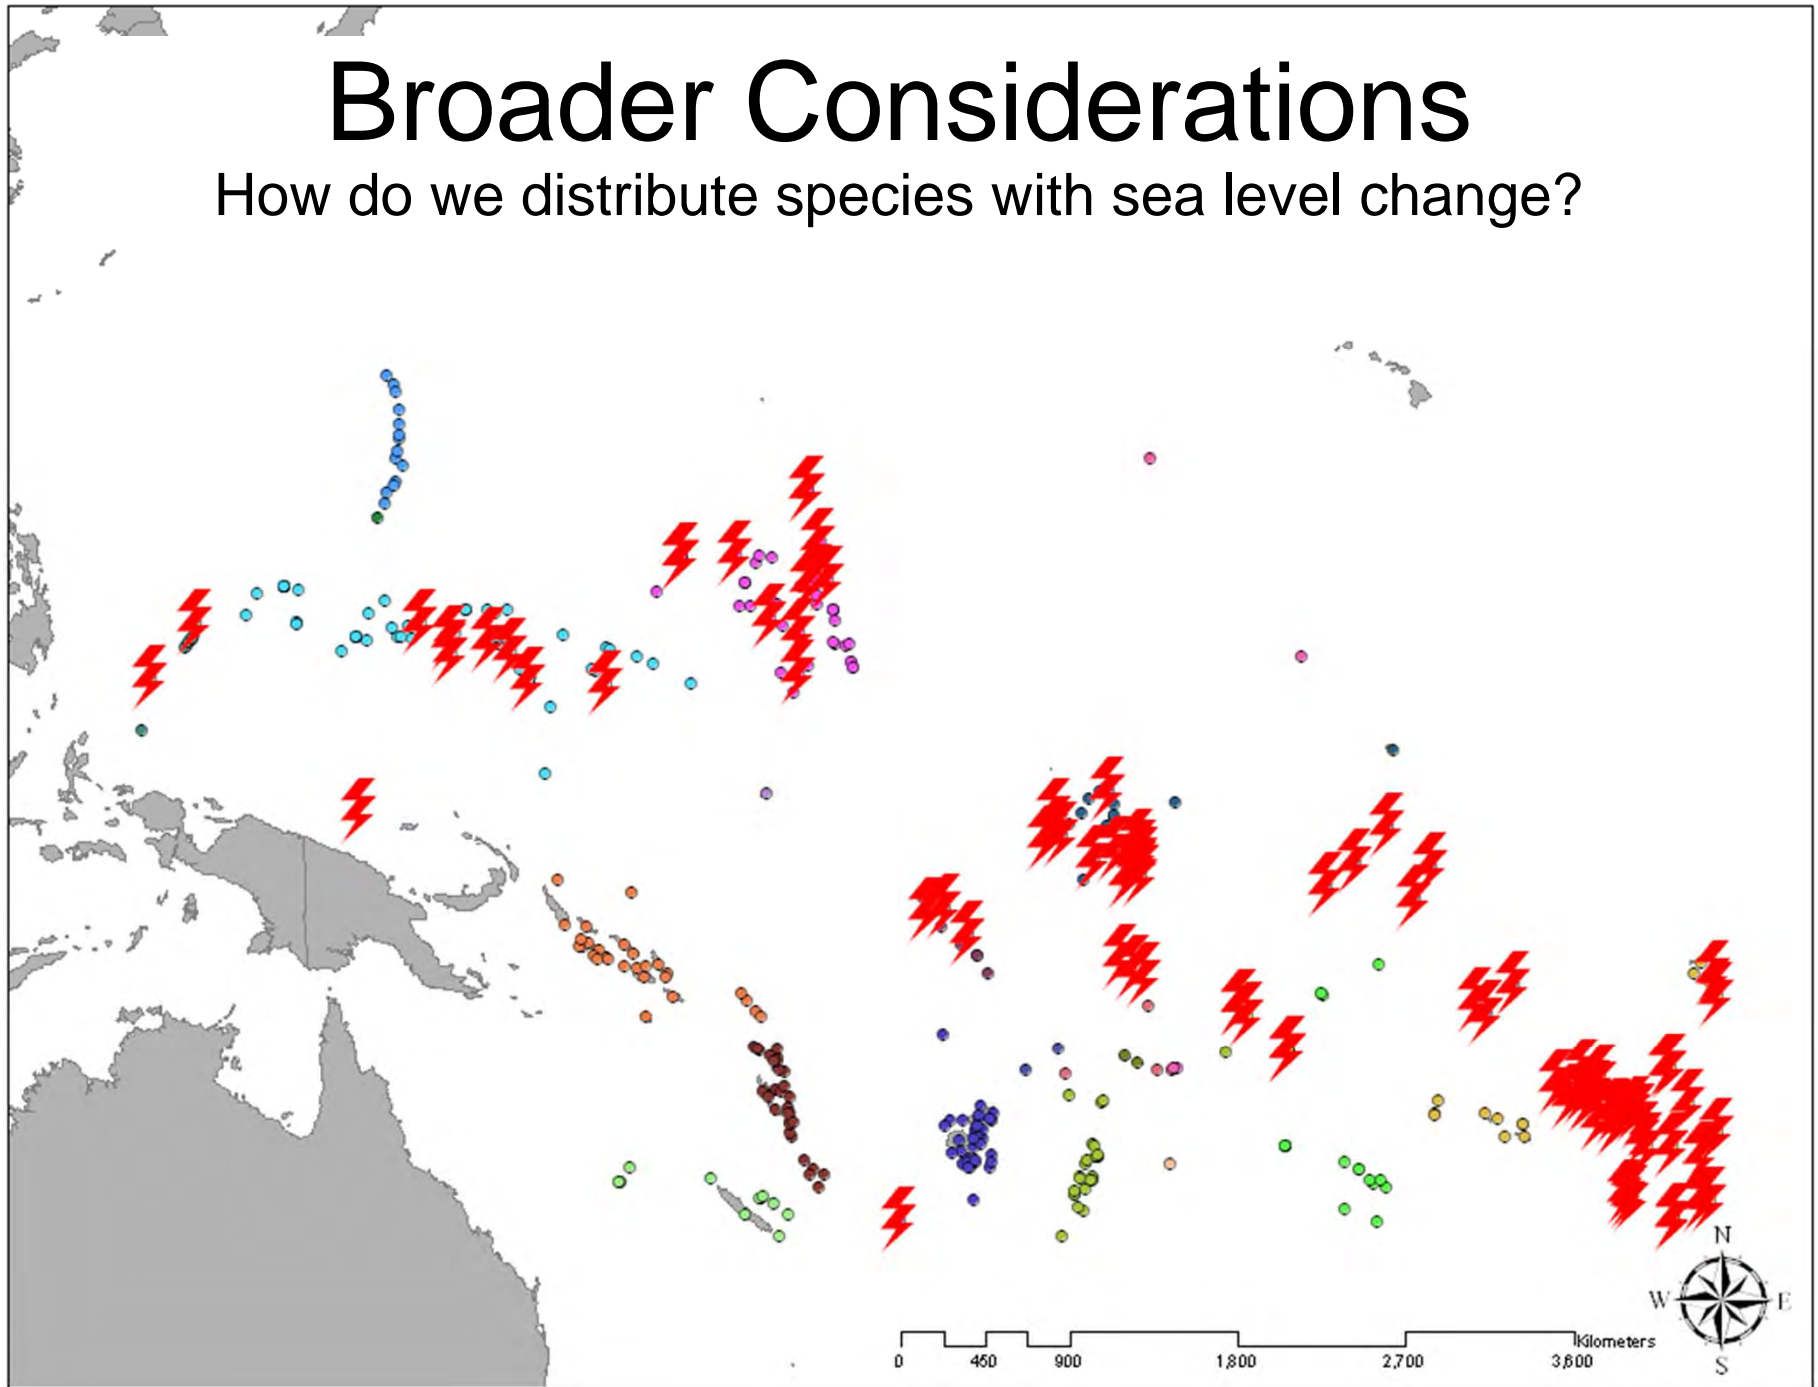 Broader Considerations
How do we distribute species with sea level change?
N
W E
S
Kilometers
0 450 900 1,800 2,700 3,600